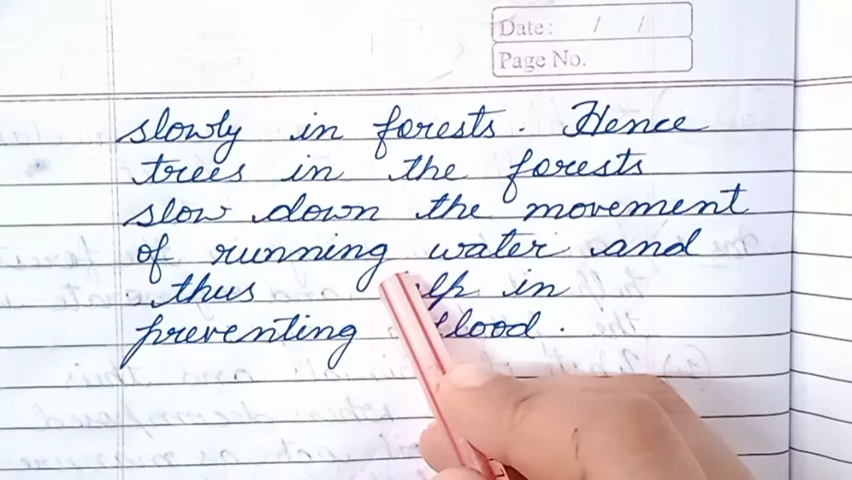 Date: / /
Page No.
slowly in forests. Hence
trees in the forests
slow down the movement
of running water and
thus in
preventing